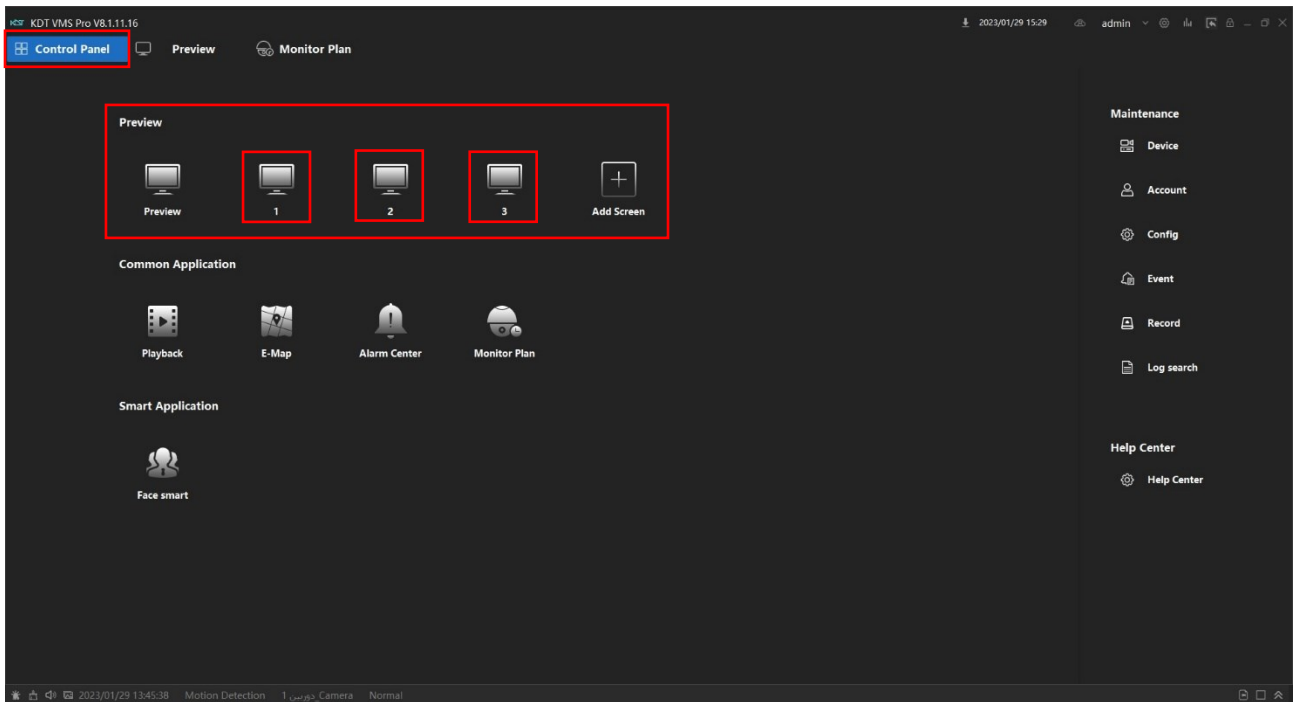 KDT VMS Pro V8.1.11.16
2023/01/29 15:29
admin
Control Panel
Preview
Monitor Plan
Preview
Preview
1
2
3
Add Screen
Common Application
Playback
E-Map
Alarm Center
Monitor Plan
Smart Application
Face smart
Maintenance
Device
Account
Config
Event
Record
Log search
Help Center
Help Center
2023/01/29 13:45:38 Motion Detection 1 دوربین_Camera Normal